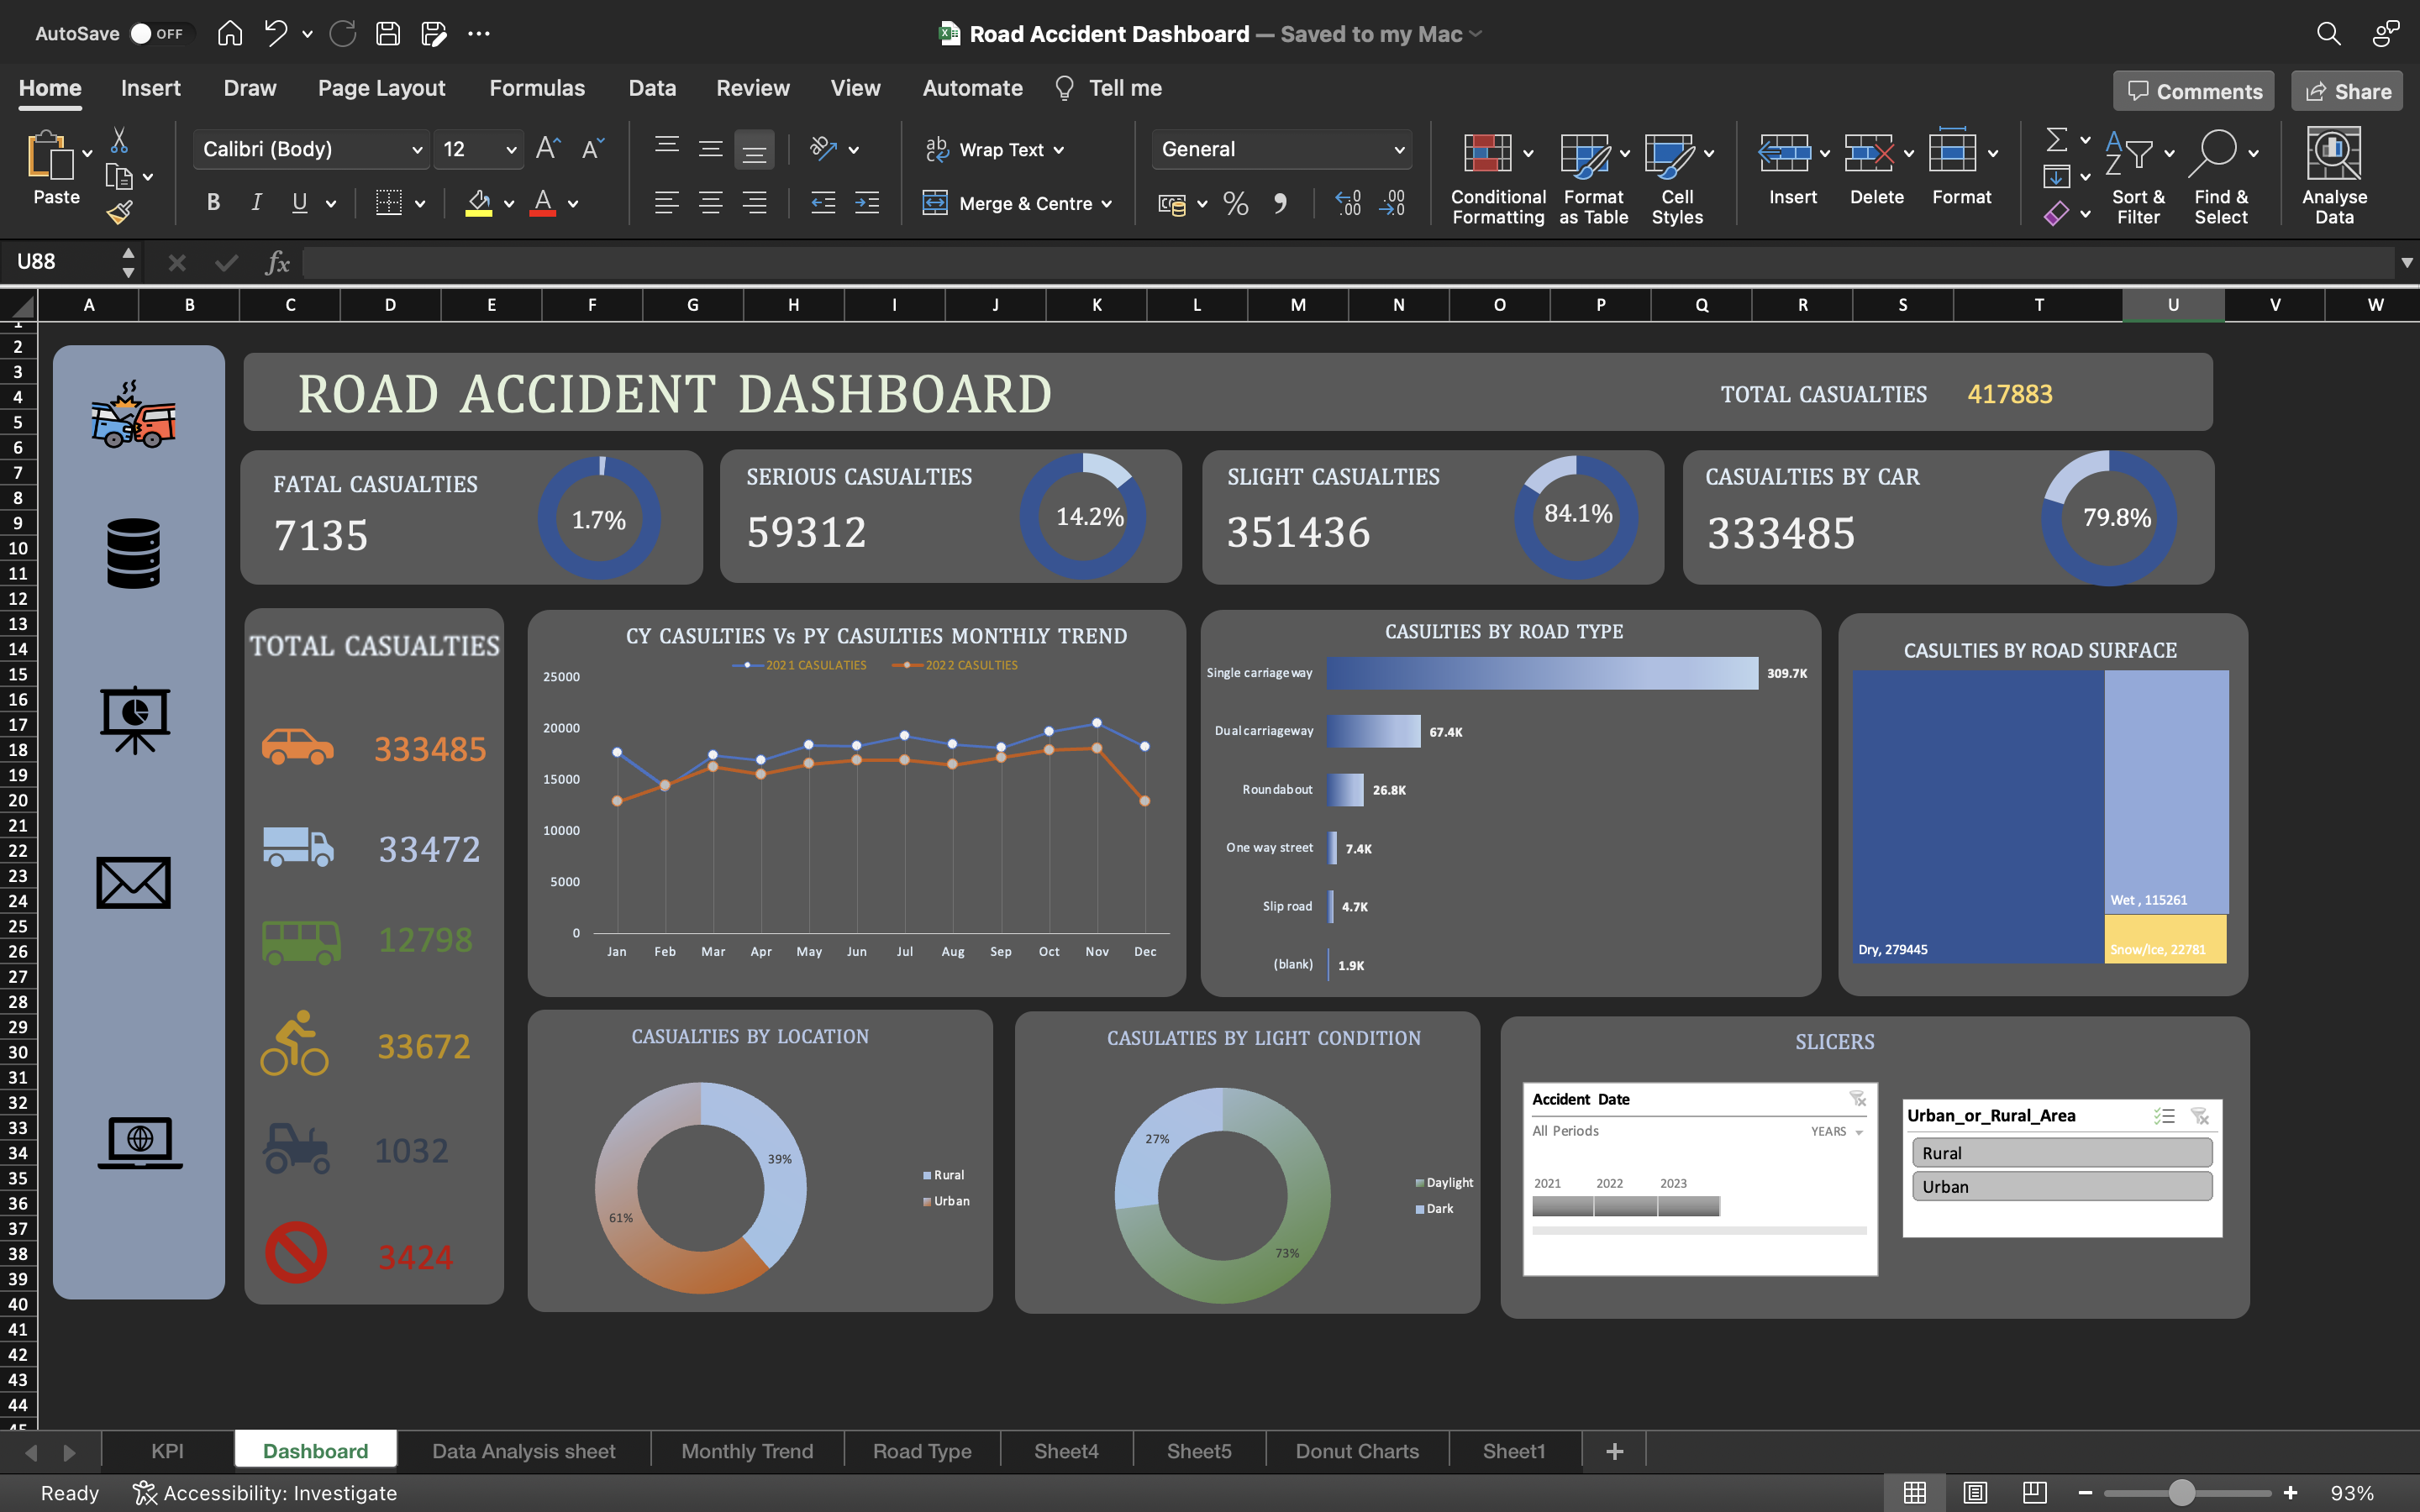 AutoSave OFF
Road Accident Dashboard — Saved to my Mac
Home Insert Draw Page Layout Formulas Data Review View Automate Tell me
Comments Share
Paste
Calibri (Body) 12
B I U
Wrap Text
Merge & Centre
General
Conditional Formatting
Format as Table
Cell Styles
Insert Delete Format
Sort & Filter
Find & Select
Analyse Data
U88 fx
A B C D E F G H I J K L M N O P Q R S T U V W
1
2
3
4
5
6
7
8
9
10
11
12
13
14
15
16
17
18
19
20
21
22
23
24
25
26
27
28
29
30
31
32
33
34
35
36
37
38
39
40
41
42
43
44
45
ROAD ACCIDENT DASHBOARD
TOTAL CASUALTIES 417883
FATAL CASUALTIES
7135
1.7%
SERIOUS CASUALTIES
59312
14.2%
SLIGHT CASUALTIES
351436
84.1%
CASUALTIES BY CAR
333485
79.8%
TOTAL CASUALTIES
333485
33472
12798
33672
1032
3424
CY CASULTIES Vs PY CASULTIES MONTHLY TREND
2021 CASULATIES 2022 CASULTIES
25000
20000
15000
10000
5000
0
Jan Feb Mar Apr May Jun Jul Aug Sep Oct Nov Dec
CASULTIES BY ROAD TYPE
Single carriageway 309.7K
Dual carriageway 67.4K
Roundabout 26.8K
One way street 7.4K
Slip road 4.7K
(blank) 1.9K
CASULTIES BY ROAD SURFACE
Wet , 115261
Dry, 279445
Snow/Ice, 22781
CASUALTIES BY LOCATION
39%
61%
Rural
Urban
CASULATIES BY LIGHT CONDITION
27%
73%
Daylight
Dark
SLICERS
Accident Date
All Periods YEARS
2021 2022 2023
Urban_or_Rural_Area
Rural
Urban
KPI Dashboard Data Analysis sheet Monthly Trend Road Type Sheet4 Sheet5 Donut Charts Sheet1 +
Ready Accessibility: Investigate
93%